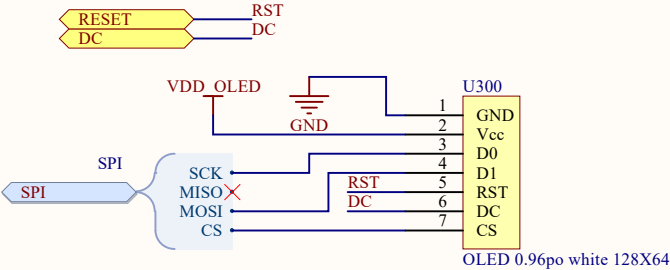 RESET RST
DC DC
VDD_OLED U300
1 GND
GND 2 Vcc
3 D0
SPI 4 D1
SCK
SPI MISO RST 5 RST
MOSI DC 6 DC
CS 7 CS
OLED 0.96po white 128X64